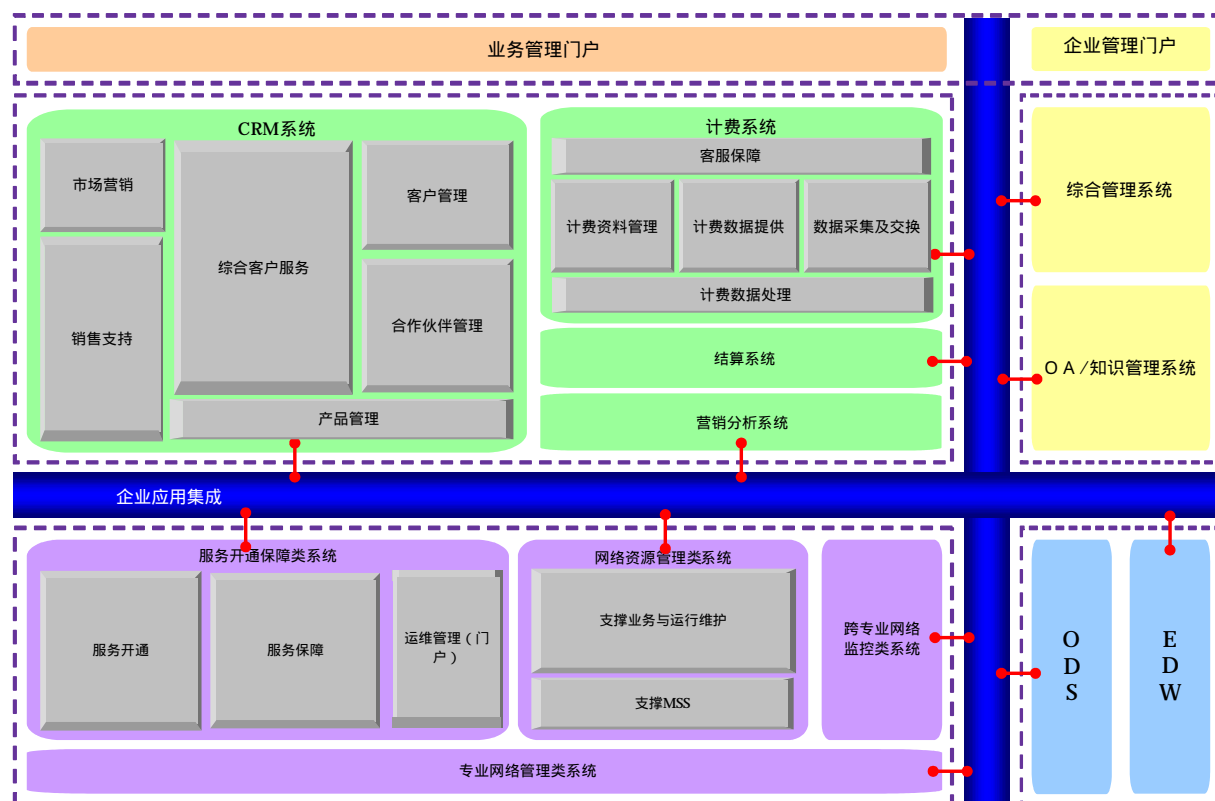 业务管理门户
企业管理门户
CRM系统
市场营销
销售支持
综合客户服务
客户管理
合作伙伴管理
产品管理
计费系统
客服保障
计费资料管理
计费数据提供
数据采集及交换
计费数据处理
结算系统
营销分析系统
综合管理系统
OA/知识管理系统
企业应用集成
服务开通保障类系统
服务开通
服务保障
运维管理(门
户)
网络资源管理类系统
支撑业务与运行维护
支撑MSS
跨专业网络
监控类系统
专业网络管理类系统
O
D
S
E
D
W